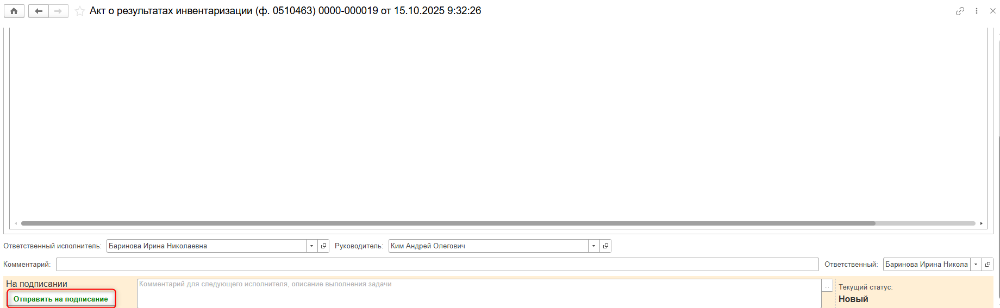 Акт о результатах инвентаризации (ф. 0510463) 0000-000019 от 15.10.2025 9:32:26
Ответственный исполнитель: Баринова Ирина Николаевна Руководитель: Ким Андрей Олегович
Комментарий: Ответственный: Баринова Ирина Никола
На подписании
Комментарий для следующего исполнителя, описание выполнения задачи
...
Текущий статус:
Отправить на подписание
Новый